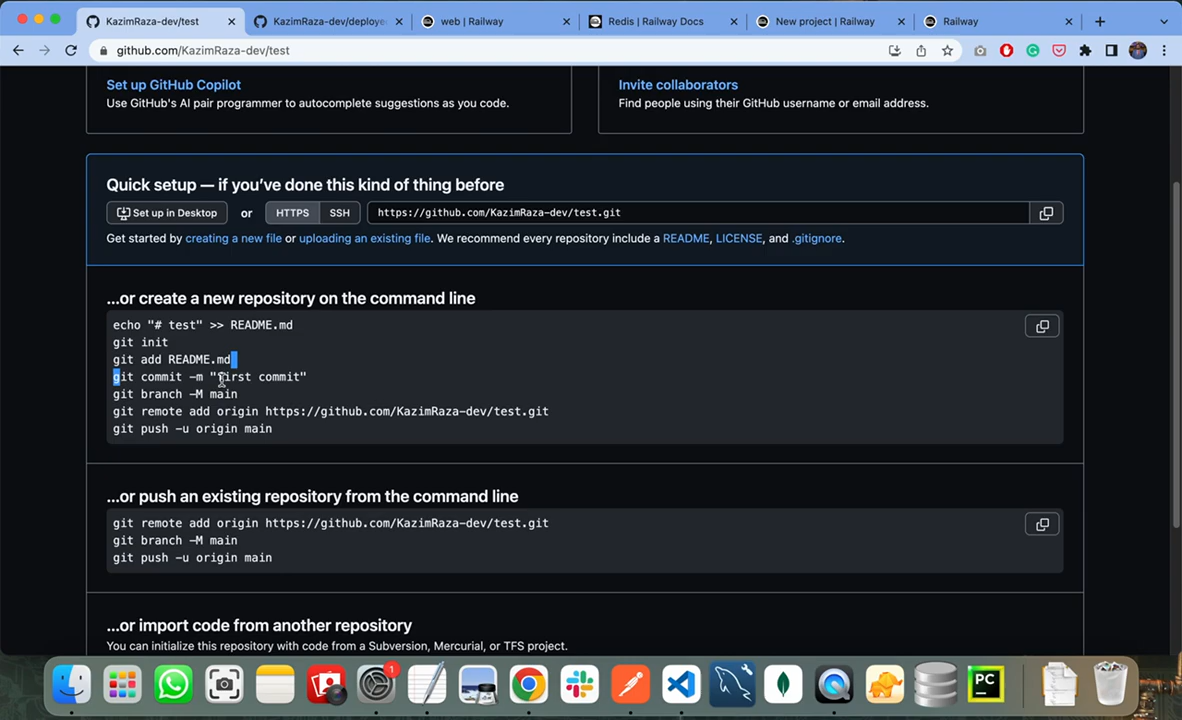 KazimRaza-dev/test
KazimRaza-dev/deploye
web | Railway
Redis | Railway Docs
New project | Railway
Railway
github.com/KazimRaza-dev/test
Set up GitHub Copilot
Use GitHub's AI pair programmer to autocomplete suggestions as you code.
Invite collaborators
Find people using their GitHub username or email address.
Quick setup — if you've done this kind of thing before
Set up in Desktop or HTTPS SSH https://github.com/KazimRaza-dev/test.git
Get started by creating a new file or uploading an existing file. We recommend every repository include a README, LICENSE, and .gitignore.
...or create a new repository on the command line
echo "# test" >> README.md
git init
git add README.md
git commit -m "first commit"
git branch -M main
git remote add origin https://github.com/KazimRaza-dev/test.git
git push -u origin main
...or push an existing repository from the command line
git remote add origin https://github.com/KazimRaza-dev/test.git
git branch -M main
git push -u origin main
...or import code from another repository
You can initialize this repository with code from a Subversion, Mercurial, or TFS project.
1
PC